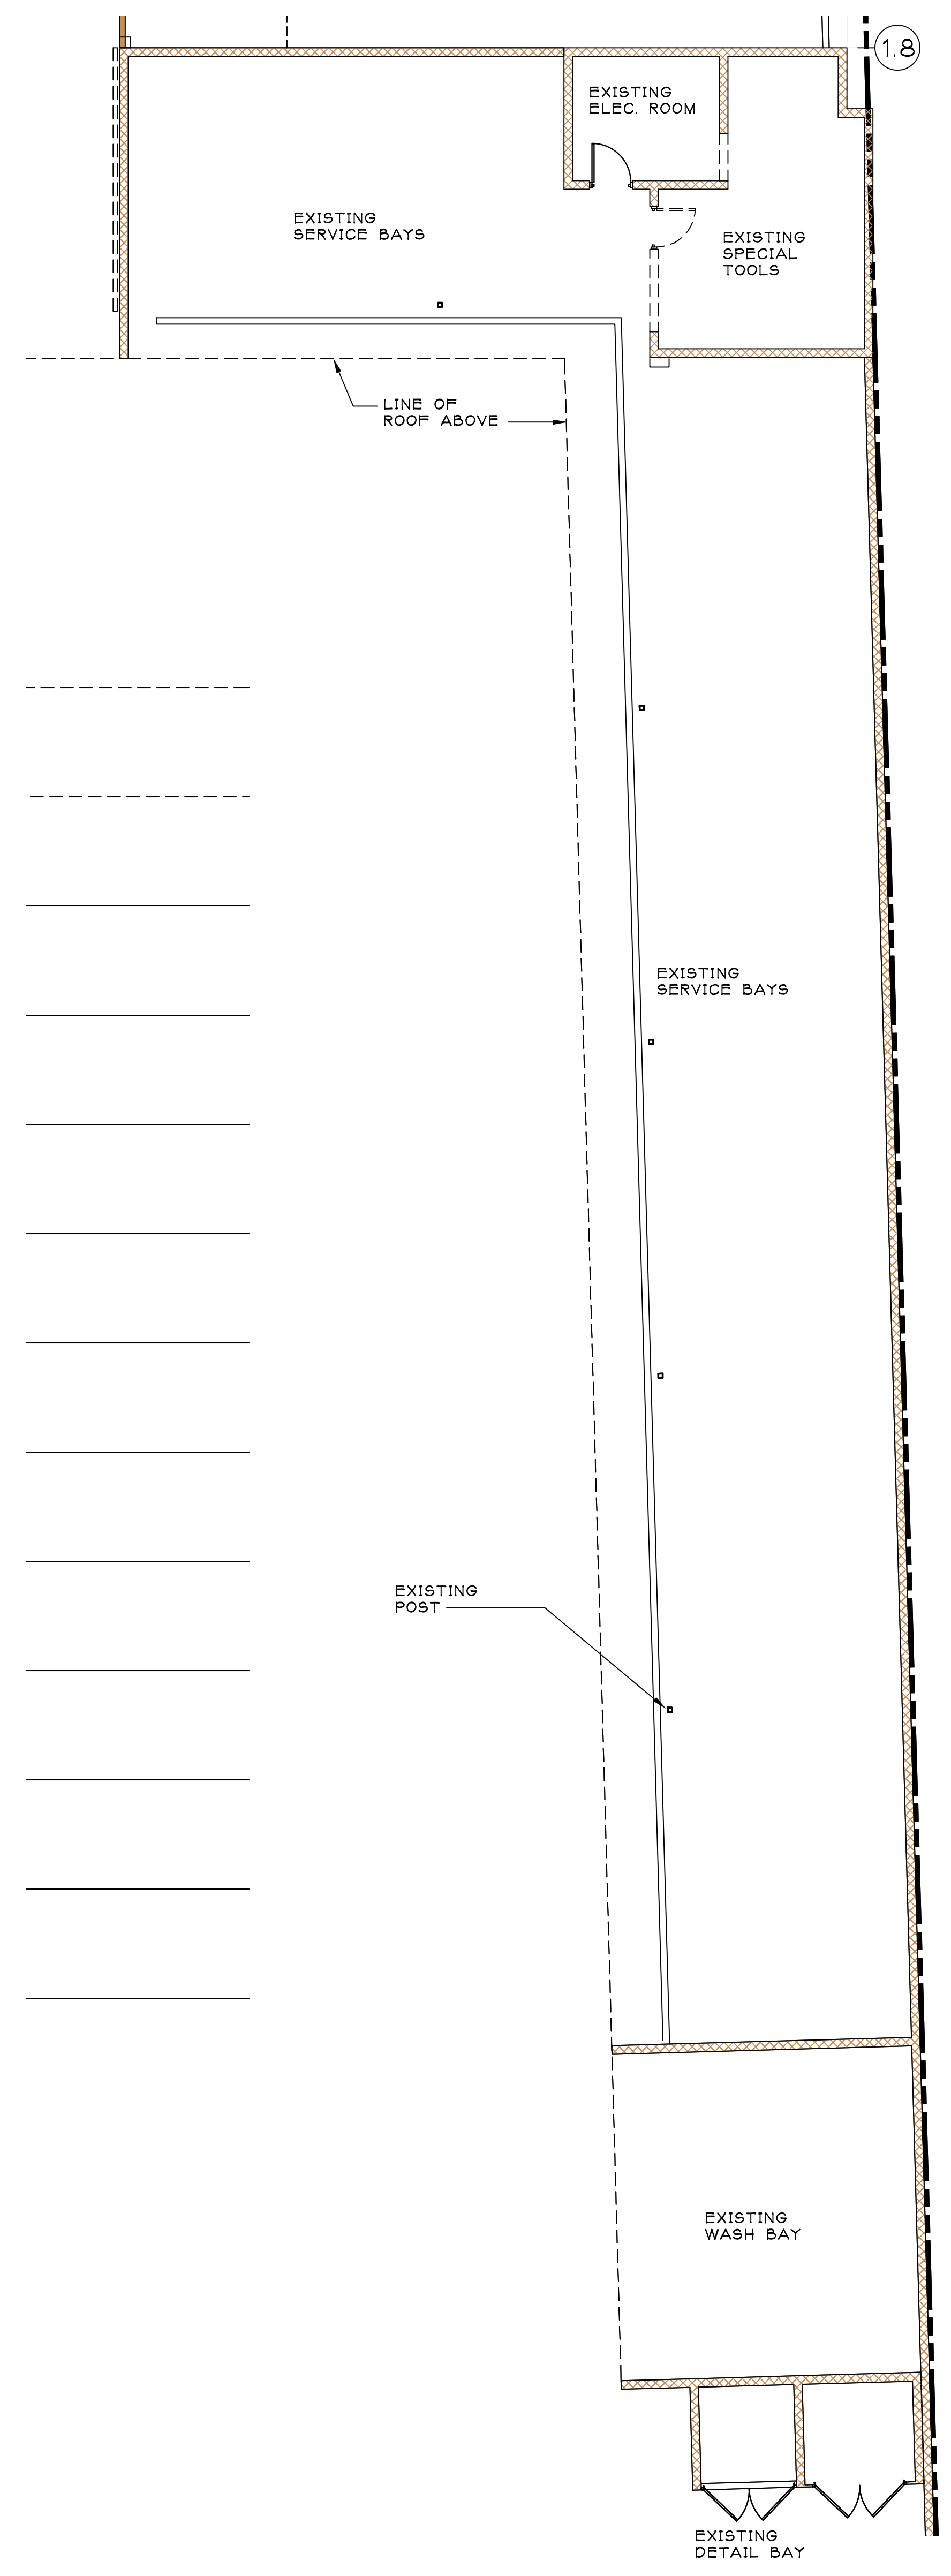 1.8
EXISTING
ELEC. ROOM
EXISTING
SERVICE BAYS
EXISTING
SPECIAL
TOOLS
LINE OF
ROOF ABOVE
EXISTING
SERVICE BAYS
EXISTING
POST
EXISTING
WASH BAY
EXISTING
DETAIL BAY